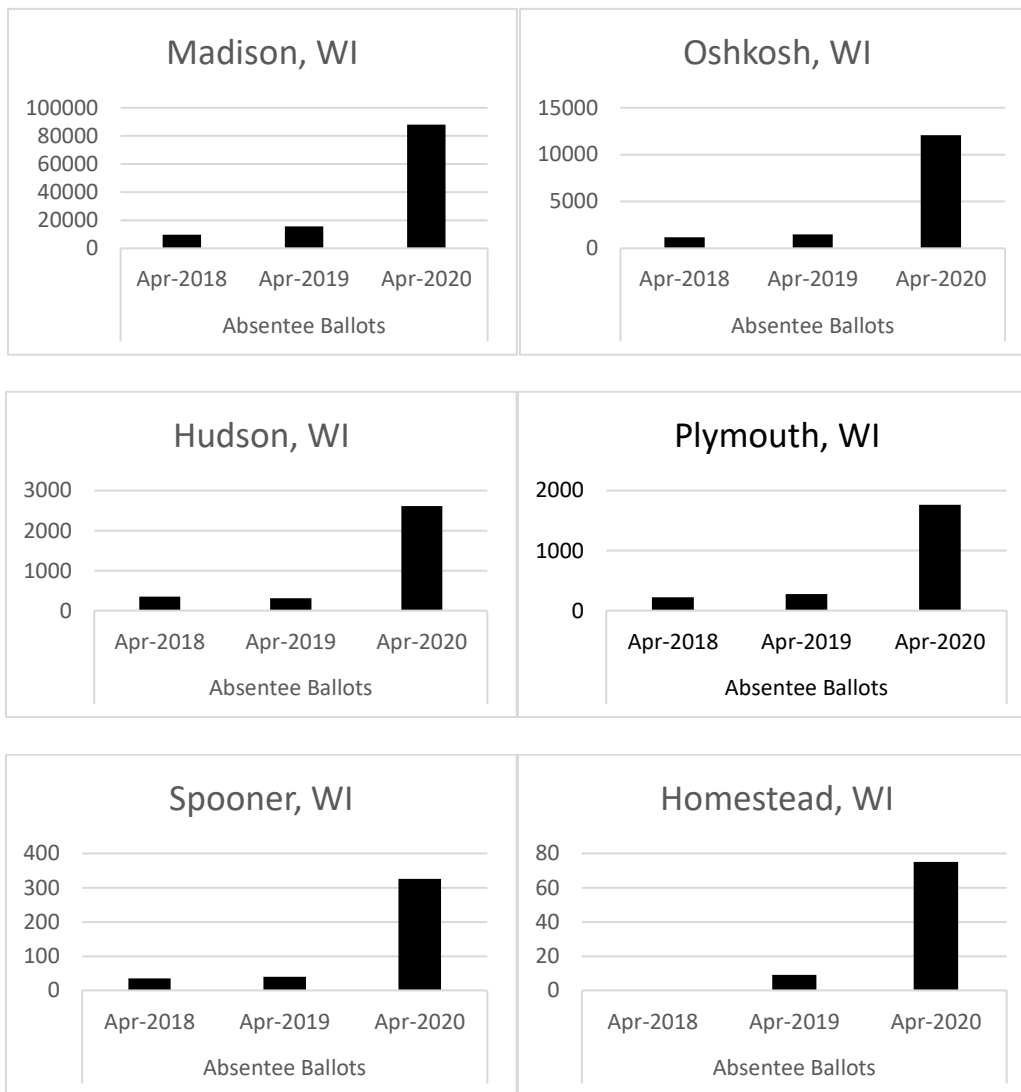 Madison, WI
100000
80000
60000
40000
20000
0
Apr-2018 Apr-2019 Apr-2020
Absentee Ballots
Oshkosh, WI
15000
10000
5000
0
Apr-2018 Apr-2019 Apr-2020
Absentee Ballots
Hudson, WI
3000
2000
1000
0
Apr-2018 Apr-2019 Apr-2020
Absentee Ballots
Plymouth, WI
2000
1000
0
Apr-2018 Apr-2019 Apr-2020
Absentee Ballots
Spooner, WI
400
300
200
100
0
Apr-2018 Apr-2019 Apr-2020
Absentee Ballots
Homestead, WI
80
60
40
20
0
Apr-2018 Apr-2019 Apr-2020
Absentee Ballots